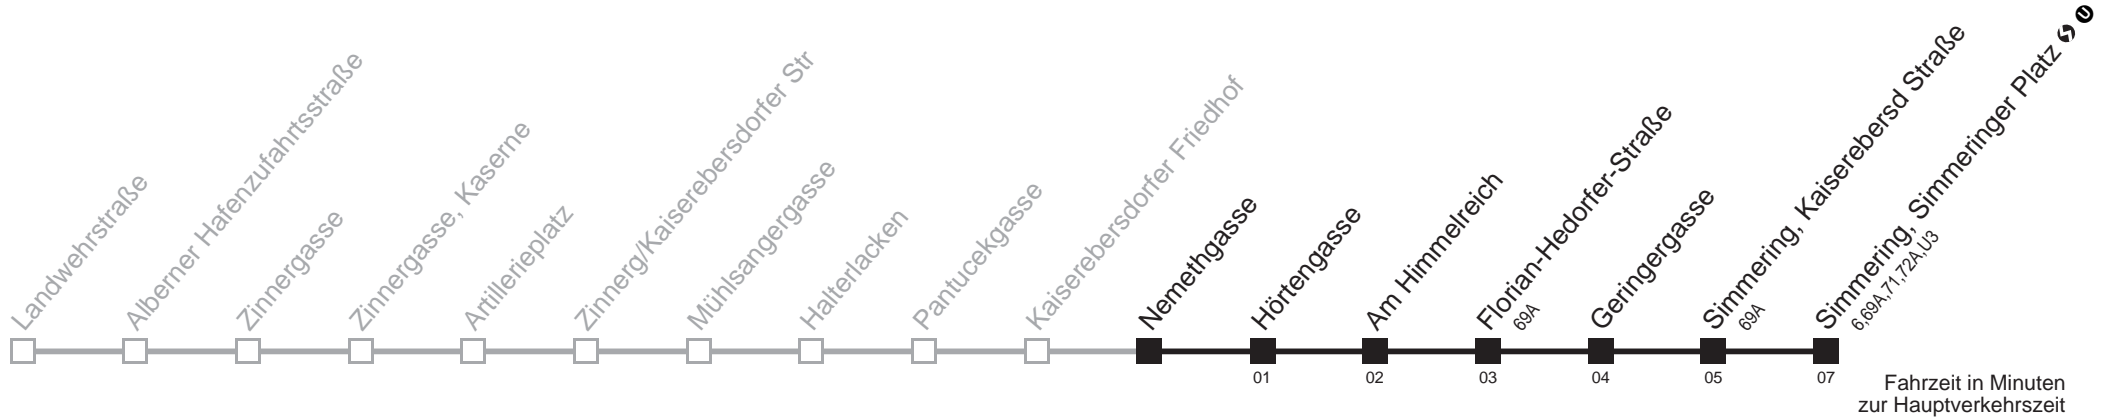 Landwehrstraße
Alberner Hafenzufahrtsstraße
Zinnergasse
Zinnergasse, Kaserne
Artillerieplatz
Zinnerg/Kaiserebersdorfer Str
Mühlsangergasse
Halterlacken
Pantucekgasse
Kaiserebersdorfer Friedhof
Nemethgasse
Hörtengasse
Am Himmelreich
Florian-Hedorfer-Straße
69A
Geringergasse
Simmering, Kaiserebersd Straße
69A
Simmering, Simmeringer Platz U
6,69A,71,72A,U3
01 02 03 04 05 07
Fahrzeit in Minuten
zur Hauptverkehrszeit